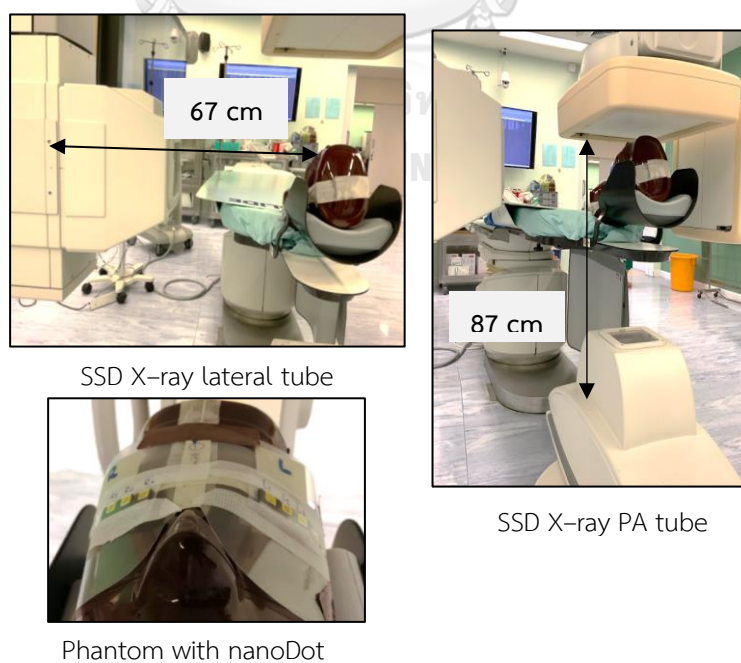 67 cm
87 cm
SSD X–ray lateral tube
SSD X–ray PA tube
R
L
Phantom with nanoDot